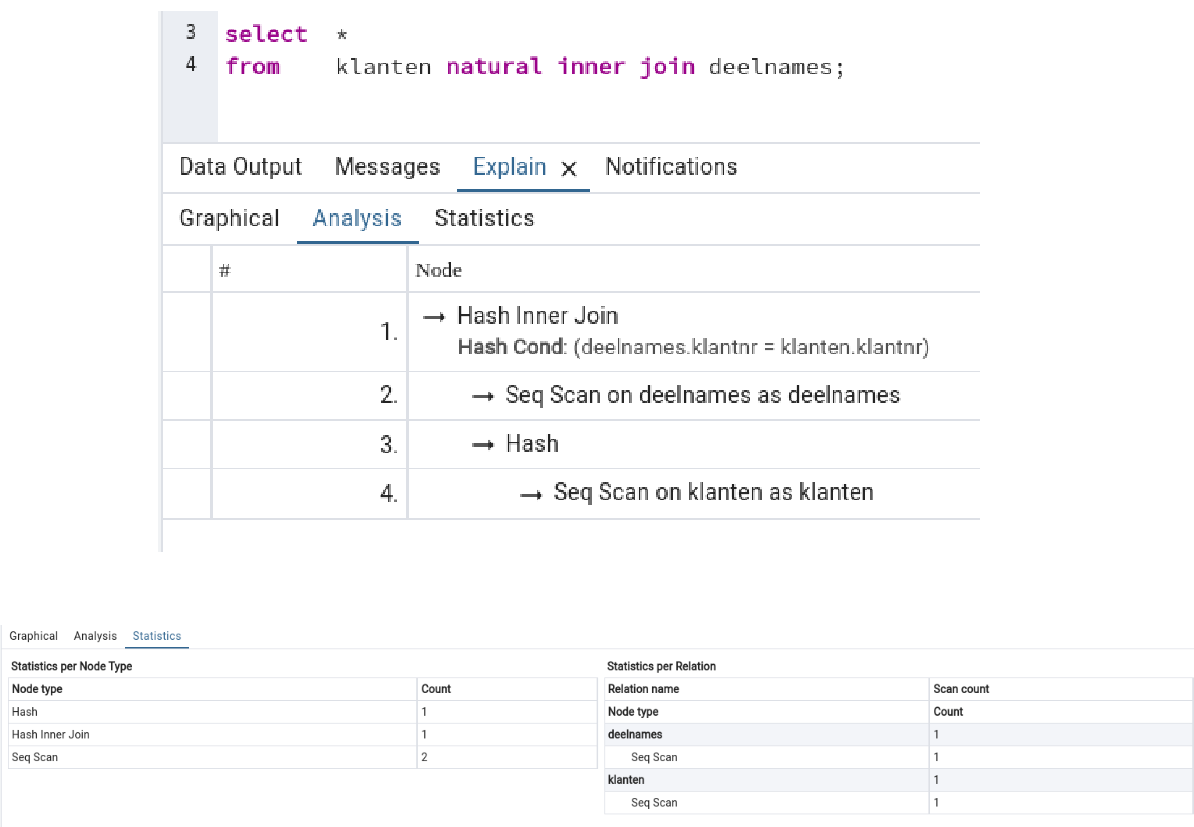 3 select *
4 from klanten natural inner join deelnames;
Data Output Messages Explain × Notifications
Graphical Analysis Statistics
# Node
1. → Hash Inner Join
Hash Cond: (deelnames.klantnr = klanten.klantnr)
2. → Seq Scan on deelnames as deelnames
3. → Hash
4. → Seq Scan on klanten as klanten
Graphical Analysis Statistics
Statistics per Node Type
Node type Count
Hash 1
Hash Inner Join 1
Seq Scan 2
Statistics per Relation
Relation name Scan count
Node type Count
deelnames 1
Seq Scan 1
klanten 1
Seq Scan 1